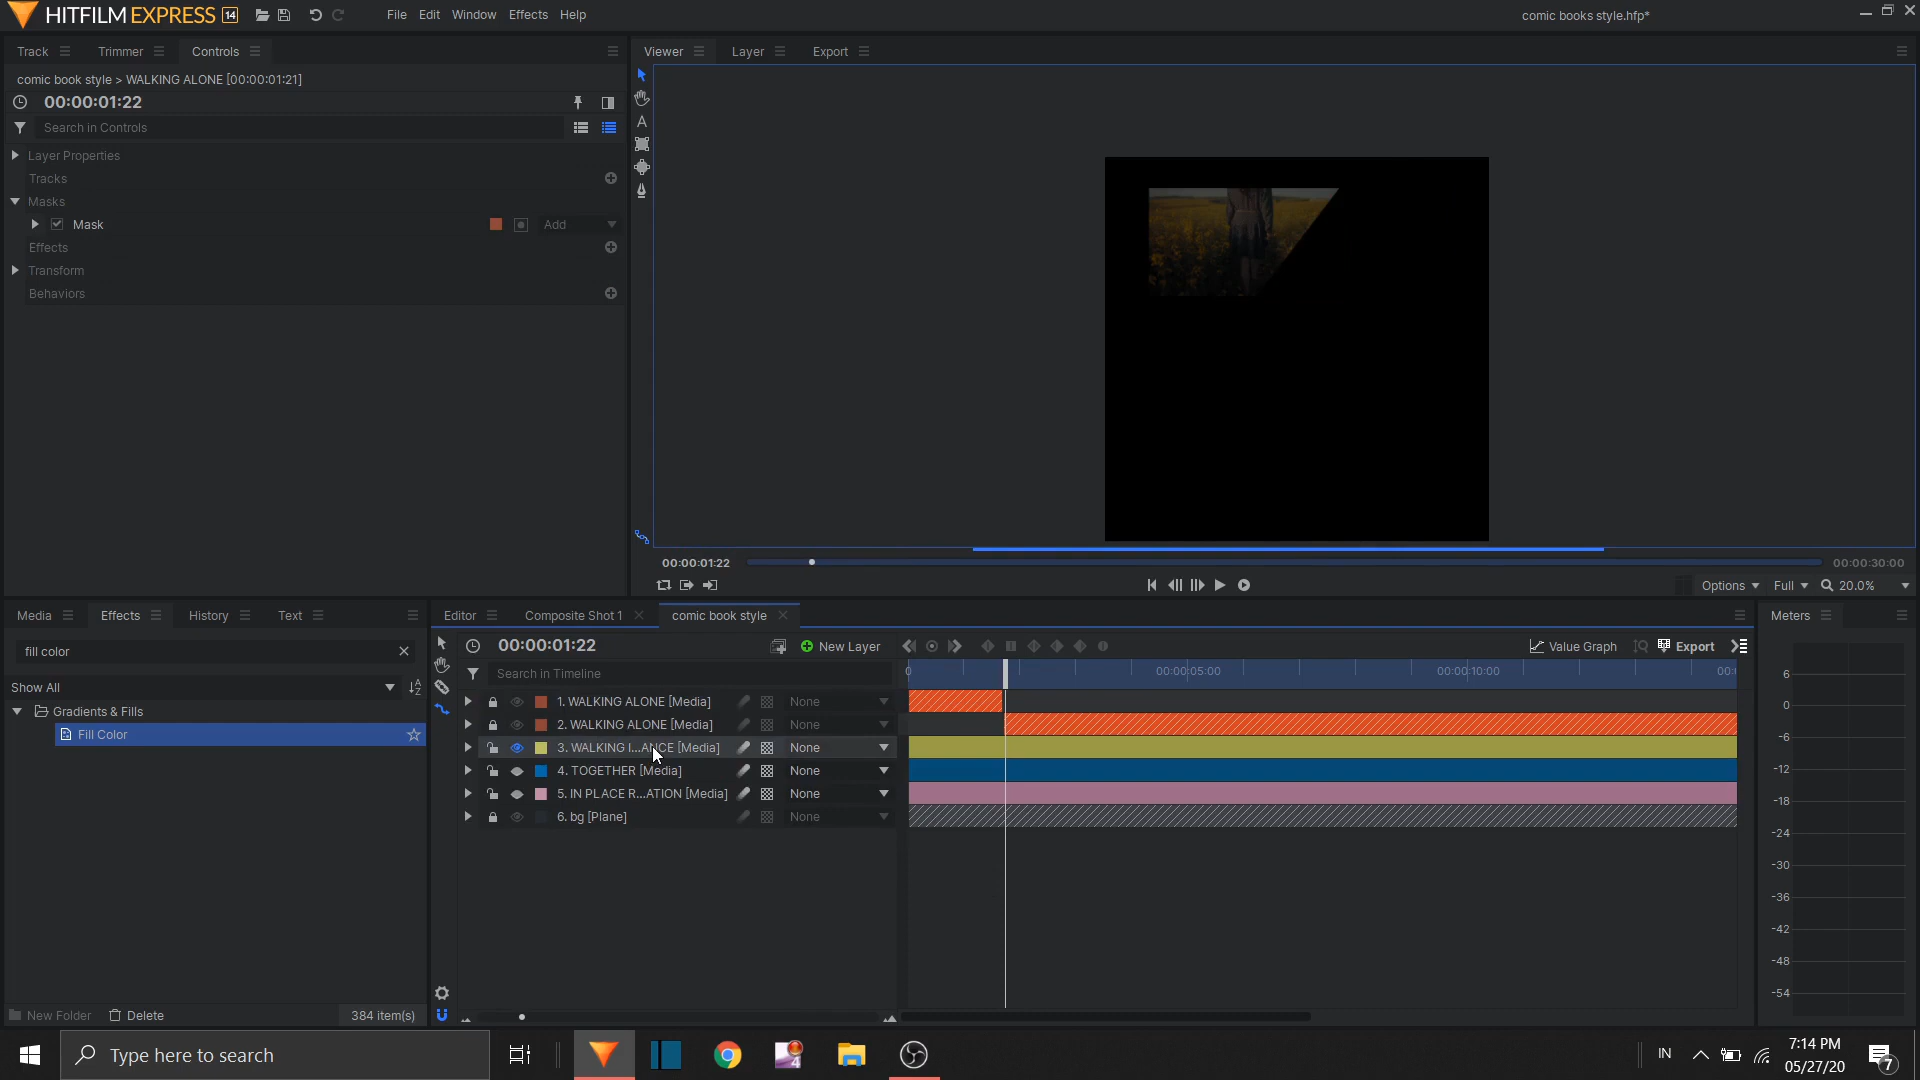 HITFILM EXPRESS 14
File Edit Window Effects Help
comic books style.hfp*
Track Trimmer Controls
comic book style > WALKING ALONE [00:00:01:21]
00:00:01:22
Search in Controls
Layer Properties
Tracks
Masks
Mask Add
Effects
Transform
Behaviors
Viewer Layer Export
A
00:00:01:22 00:00:30:00
Options Full 20.0%
Media Effects History Text
fill color
Show All
Gradients & Fills
Fill Color
New Folder Delete 384 item(s)
Editor Composite Shot 1 comic book style
00:00:01:22 New Layer Value Graph Export
Search in Timeline
0 00:00:05:00 00:00:10:00 00:0
1. WALKING ALONE [Media] None
2. WALKING ALONE [Media] None
3. WALKING I...ANCE [Media] None
4. TOGETHER [Media] None
5. IN PLACE R...ATION [Media] None
6. bg [Plane] None
Meters
6
0
-6
-12
-18
-24
-30
-36
-42
-48
-54
Type here to search
4
IN
7:14 PM
05/27/20
7